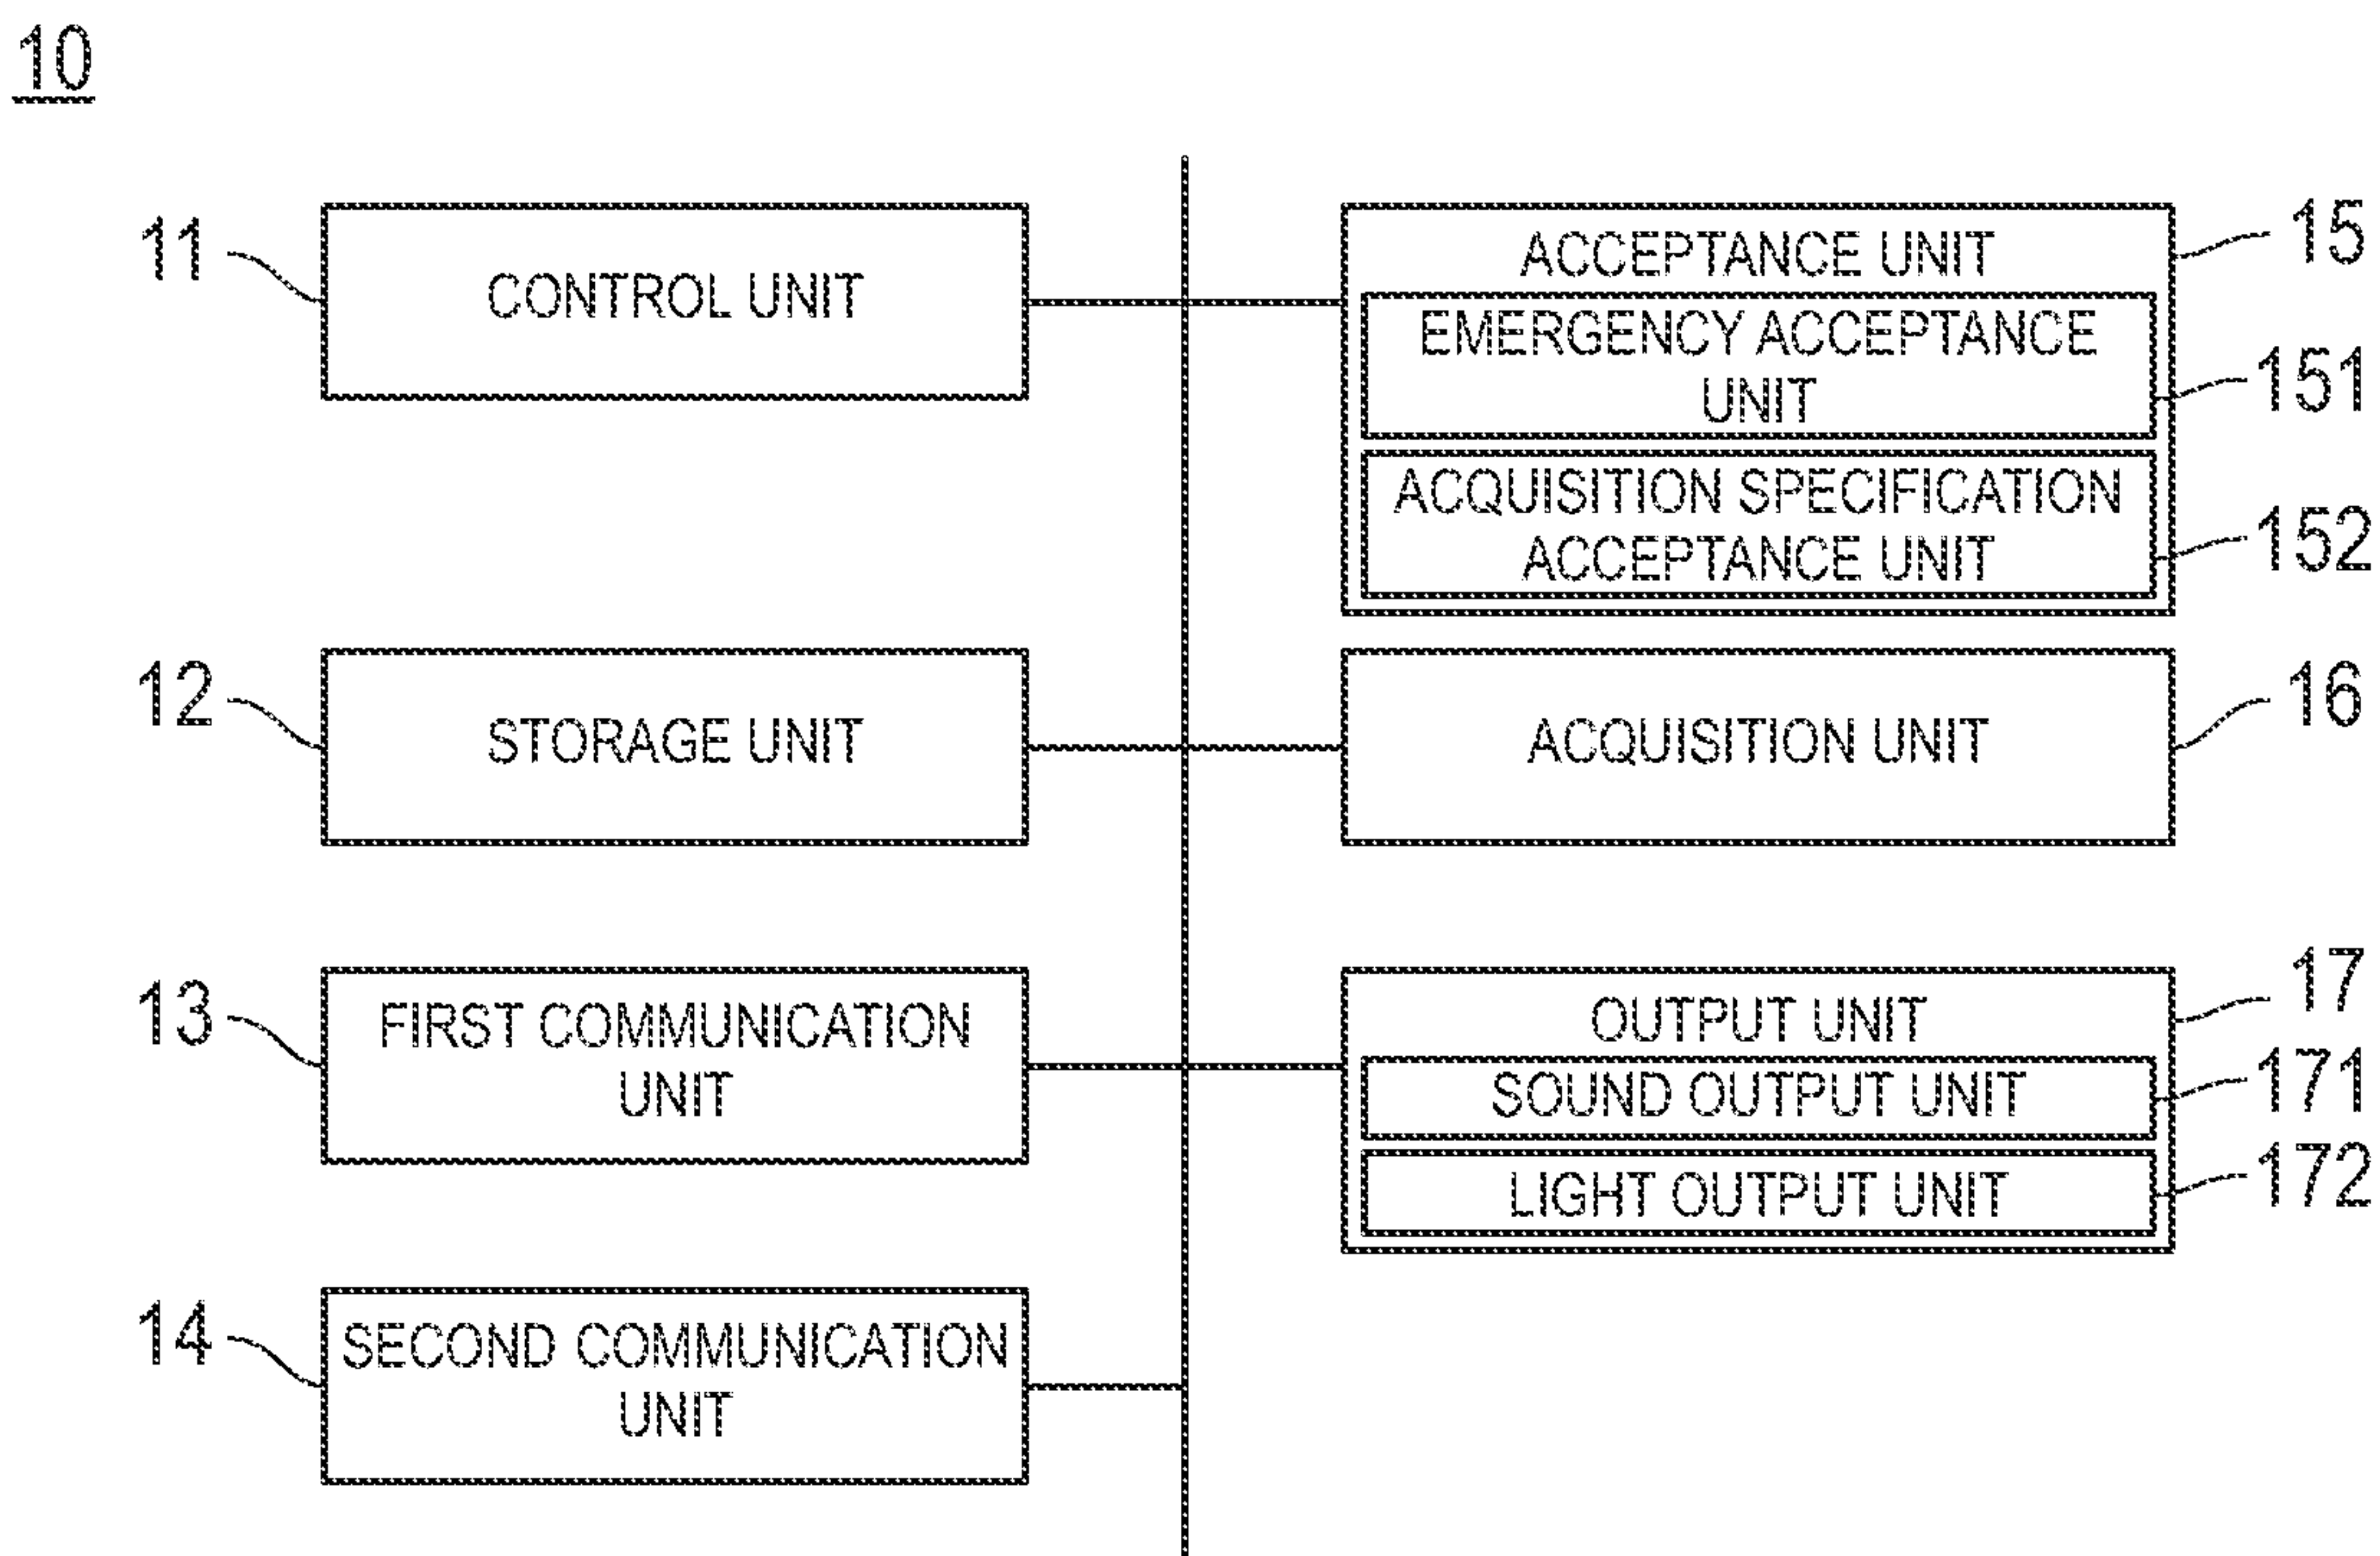 10
11
CONTROL UNIT
12
STORAGE UNIT
13
FIRST COMMUNICATION
UNIT
14
SECOND COMMUNICATION
UNIT
ACCEPTANCE UNIT
15
EMERGENCY ACCEPTANCE
UNIT
151
ACQUISITION SPECIFICATION
ACCEPTANCE UNIT
152
ACQUISITION UNIT
16
OUTPUT UNIT
17
SOUND OUTPUT UNIT
171
LIGHT OUTPUT UNIT
172